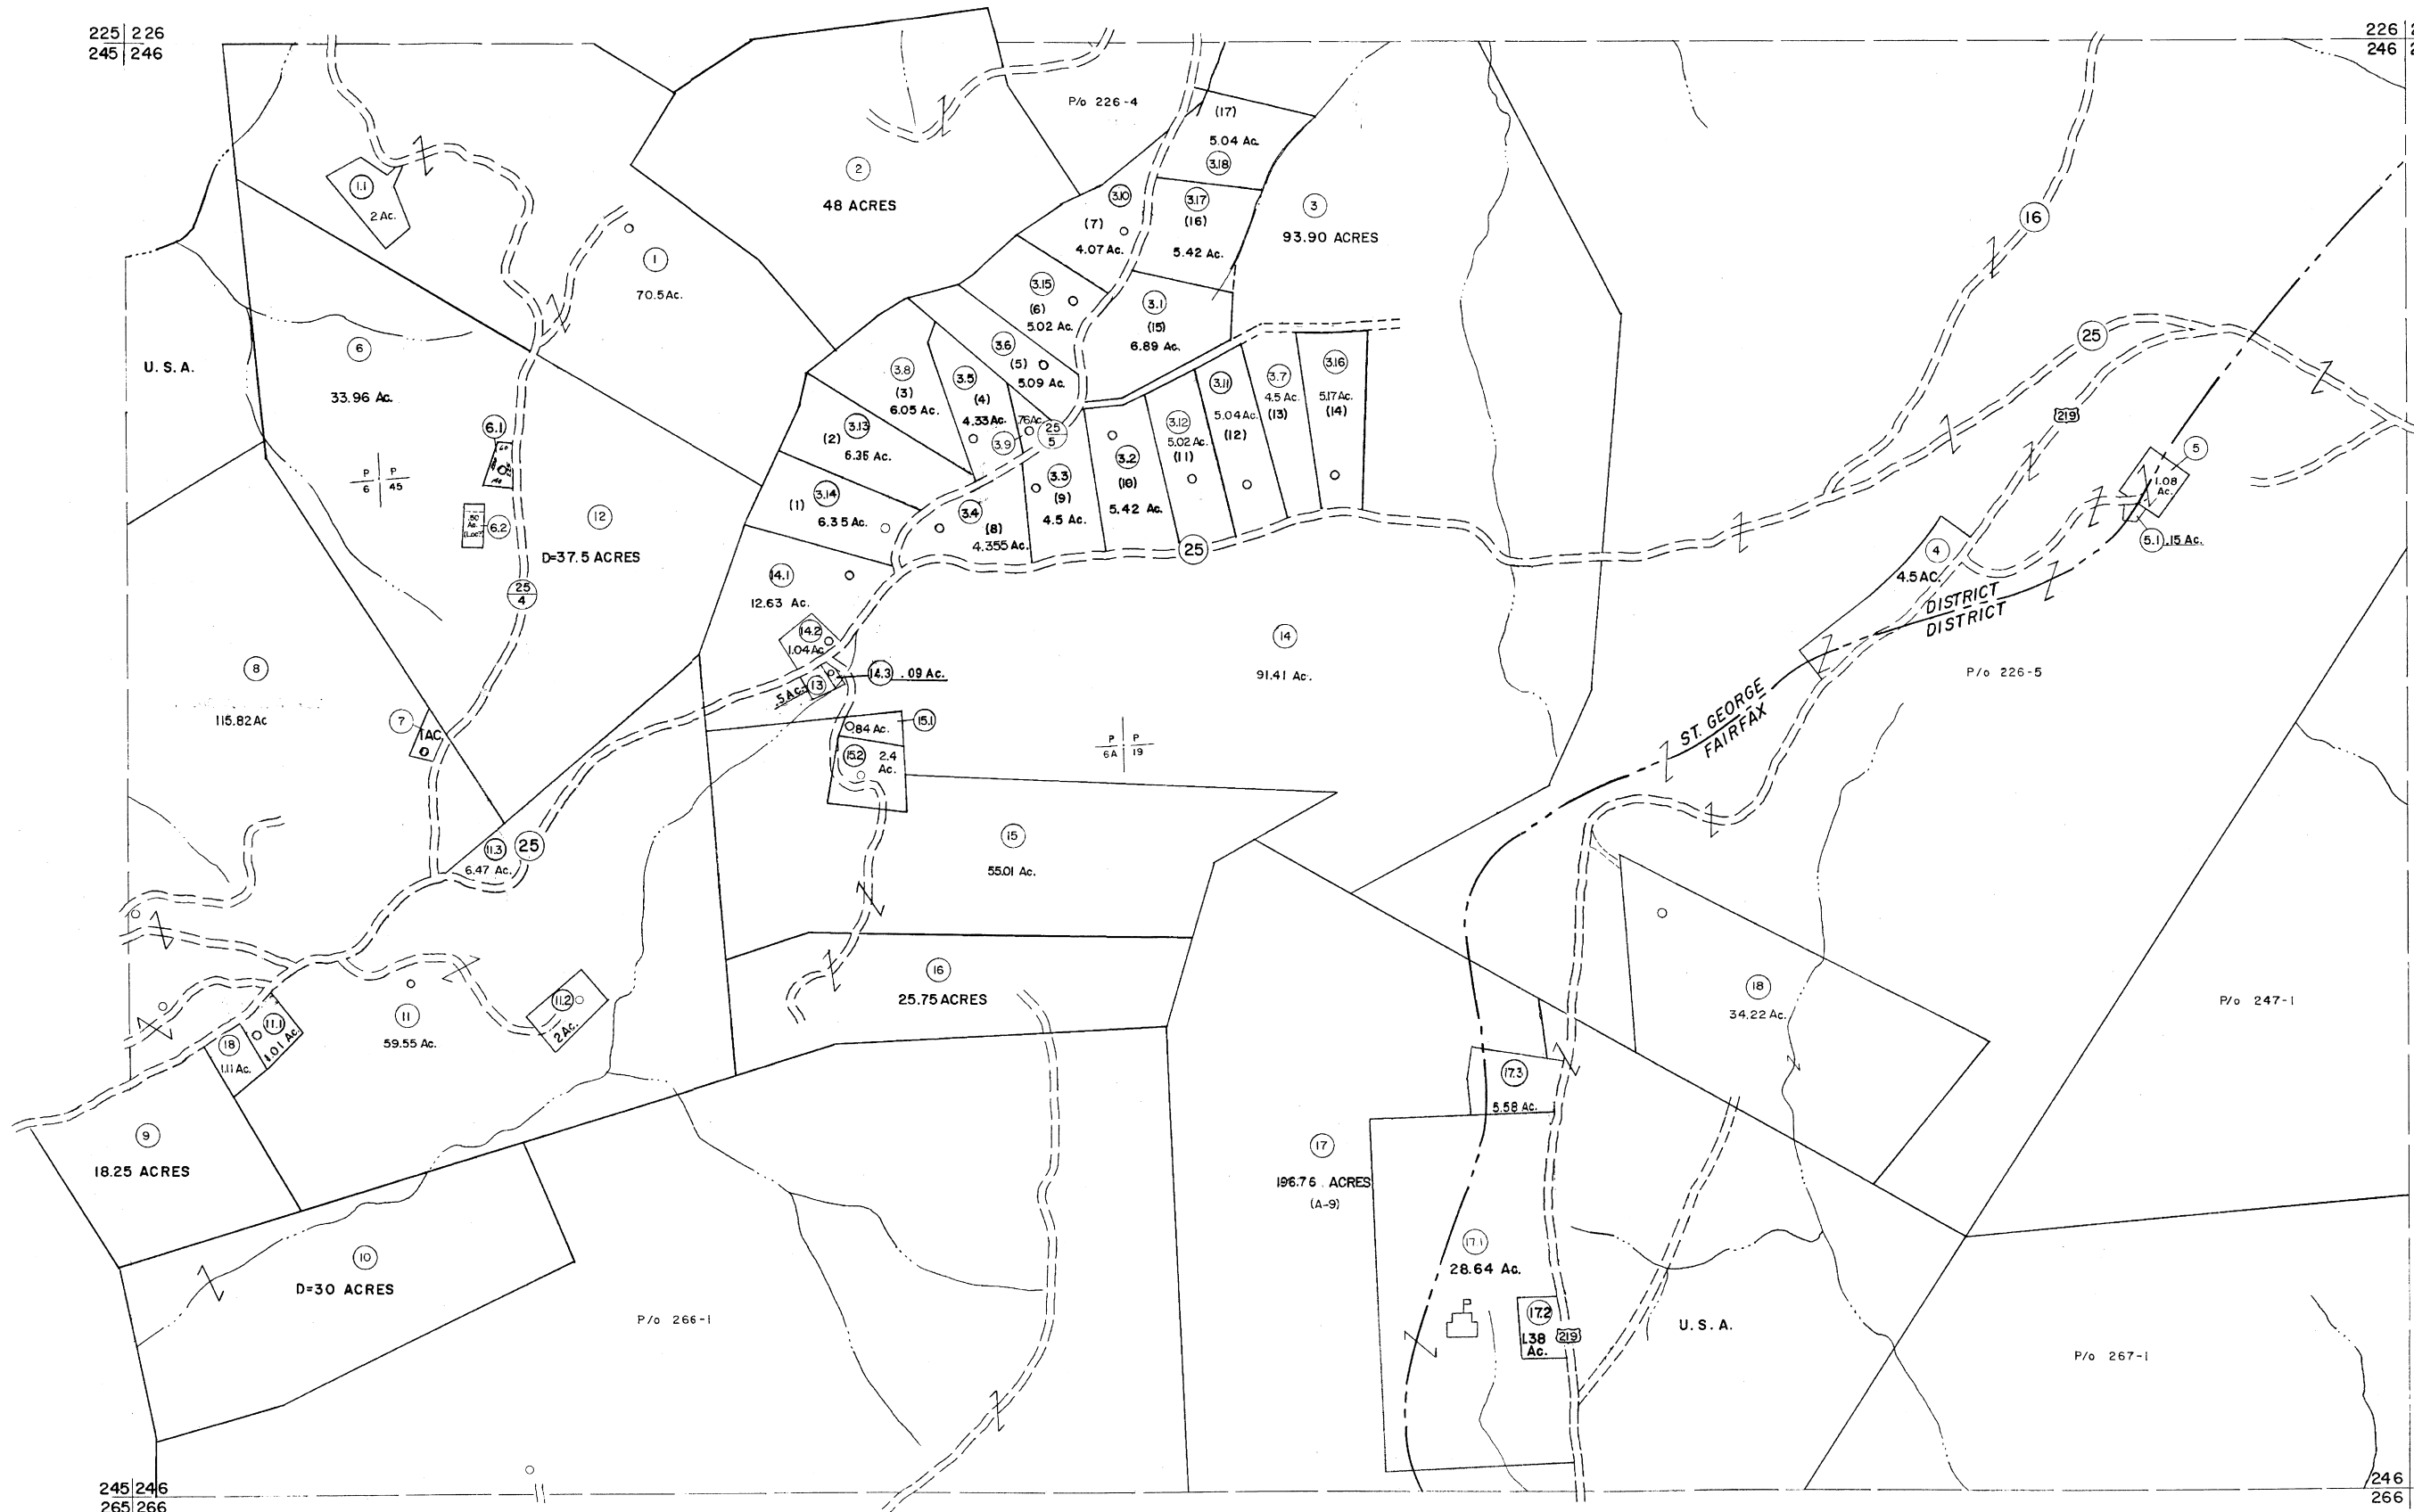 225 226
245 246
226
246
P/o 226-4
(17)
5.04 Ac.
3.18
1.1
2 Ac.
2
48 ACRES
3.10
(7)
4.07 Ac.
3.17
(16)
5.42 Ac.
3
93.90 ACRES
16
1
70.5 Ac.
3.15
(6)
5.02 Ac.
3.1
(15)
6.89 Ac.
U.S.A.
6
33.96 Ac.
3.6
(5)
5.09 Ac.
3.8
(3)
6.05 Ac.
3.5
(4)
4.33 Ac.
.76 Ac.
3.9
25
5
3.11
5.04 Ac.
(12)
3.7
4.5 Ac.
(13)
3.16
5.17 Ac.
(14)
25
219
6.1
3.13
(2)
6.36 Ac.
3.12
5.02 Ac.
(11)
3.2
(10)
5.42 Ac.
3.3
(9)
4.5 Ac.
5
1.08
Ac.
P P
6 45
3.14
(1)
6.35 Ac.
3.4
(8)
4.355 Ac.
6.2
.50
Ac.
12
D=37.5 ACRES
25
5.1 .15 Ac.
4
4.5 AC.
25
4
14.1
12.63 Ac.
DISTRICT
DISTRICT
14.2
1.04 Ac.
14
91.41 Ac.
8
115.82 Ac
14.3 .09 Ac.
13
.5 Ac.
P/o 226-5
ST. GEORGE
FAIRFAX
7
1 AC.
15.1
.84 Ac.
15.2
2.4
Ac.
P P
6A 19
11.3
6.47 Ac.
25
15
55.01 Ac.
16
25.75 ACRES
18
34.22 Ac.
P/o 247-1
11.2
2 Ac.
11
59.55 Ac.
11.1
1.01 Ac.
18
1.11 Ac.
17.3
5.58 Ac.
9
18.25 ACRES
17
196.76 ACRES
(A-9)
10
D=30 ACRES
17.1
28.64 Ac.
P/o 266-1
17.2
1.38
Ac.
219
U.S.A.
P/o 267-1
245 246
265 266
246
266